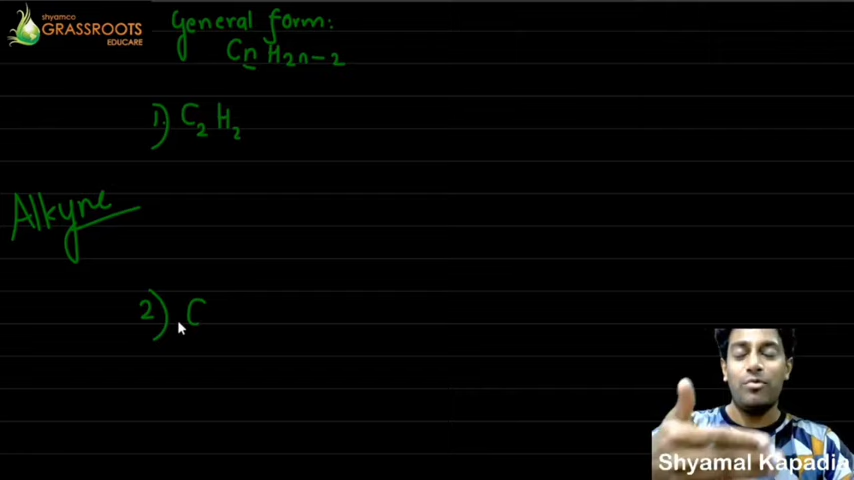 shyamco
GRASSROOTS
EDUCARE
General form:
CnH2n-2
1) C2H2
Alkyne
2) C
Shyamal Kapadia